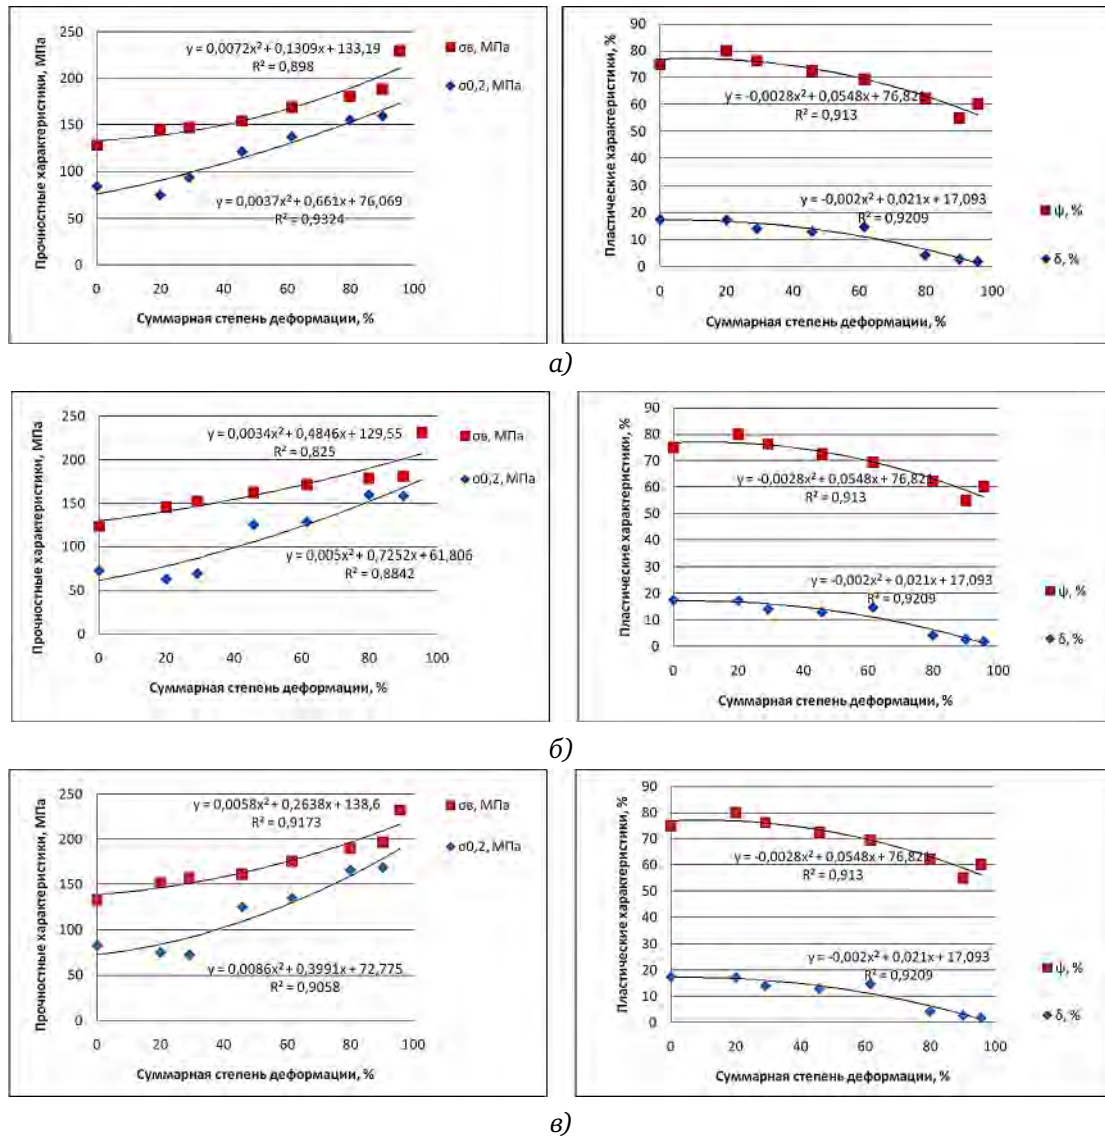 250
200
150
100
50
0
0 20 40 60 80 100
Прочностные характеристики, МПа
Суммарная степень деформации, %
y = 0,0072x² + 0,1309x + 133,19
R² = 0,898
y = 0,0037x² + 0,661x + 76,069
R² = 0,9324
σв, МПа
σ0,2, МПа
90
80
70
60
50
40
30
20
10
0
0 20 40 60 80 100
Пластические характеристики, %
Суммарная степень деформации, %
y = -0,0028x² + 0,0548x + 76,821
R² = 0,913
y = -0,002x² + 0,021x + 17,093
R² = 0,9209
ψ, %
δ, %
а)
250
200
150
100
50
0
0 20 40 60 80 100
Прочностные характеристики, МПа
Суммарная степень деформации, %
y = 0,0034x² + 0,4846x + 129,55
R² = 0,825
y = 0,005x² + 0,7252x + 61,806
R² = 0,8842
σв, МПа
σ0,2, МПа
90
80
70
60
50
40
30
20
10
0
0 20 40 60 80 100
Пластические характеристики, %
Суммарная степень деформации, %
y = -0,0028x² + 0,0548x + 76,821
R² = 0,913
y = -0,002x² + 0,021x + 17,093
R² = 0,9209
ψ, %
δ, %
б)
250
200
150
100
50
0
0 20 40 60 80 100
Прочностные характеристики, МПа
Суммарная степень деформации, %
y = 0,0058x² + 0,2638x + 138,6
R² = 0,9173
y = 0,0086x² + 0,3991x + 72,775
R² = 0,9058
σв, МПа
σ0,2, МПа
90
80
70
60
50
40
30
20
10
0
0 20 40 60 80 100
Пластические характеристики, %
Суммарная степень деформации, %
y = -0,0028x² + 0,0548x + 76,821
R² = 0,913
y = -0,002x² + 0,021x + 17,093
R² = 0,9209
ψ, %
δ, %
в)